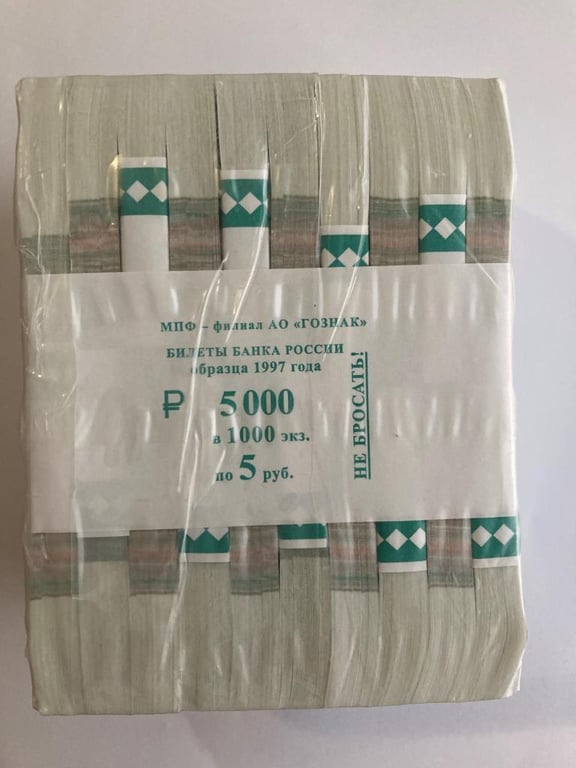 МПФ – филиал АО «ГОЗНАК»
БИЛЕТЫ БАНКА РОССИИ
образца 1997 года
₽ 5000
в 1000 экз.
по 5 руб.
НЕ БРОСАТЬ!